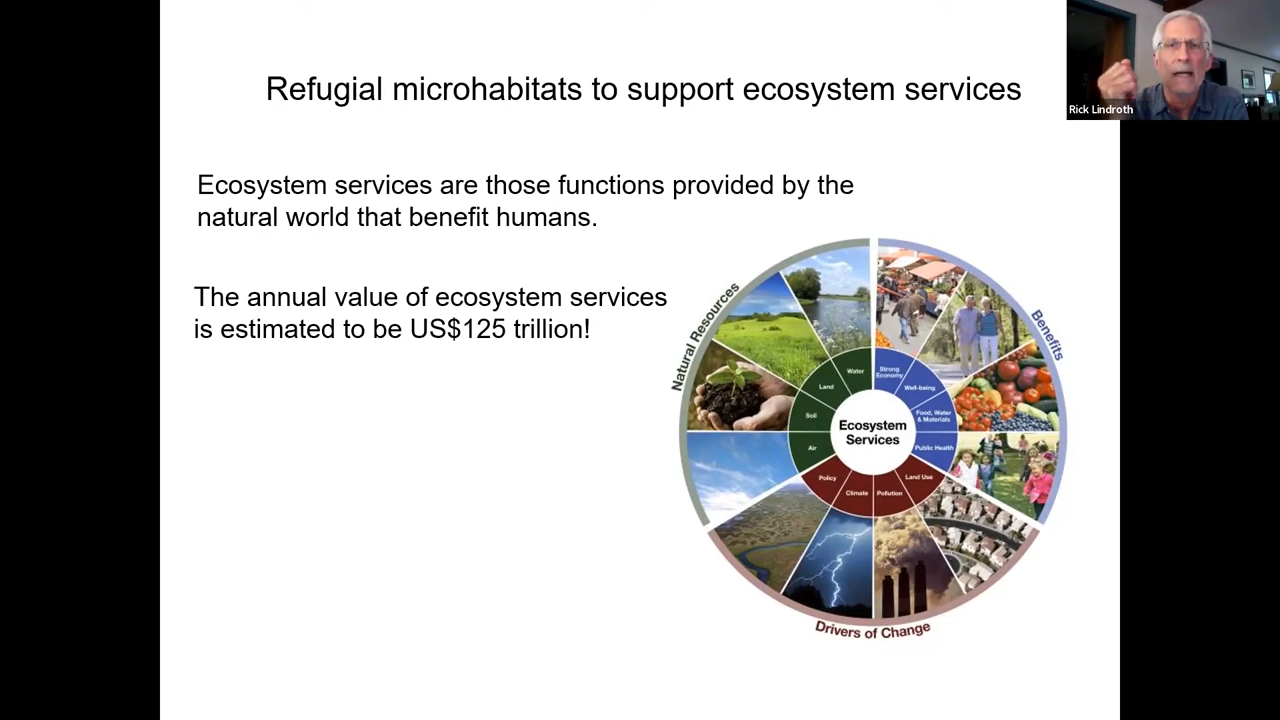 Refugial microhabitats to support ecosystem services
Rick Lindroth
Ecosystem services are those functions provided by the
natural world that benefit humans.
The annual value of ecosystem services
is estimated to be US$125 trillion!
Natural Resources
Benefits
Drivers of Change
Ecosystem
Services
Water
Land
Soil
Air
Strong
Economy
Well-being
Food, Water
& Materials
Public Health
Policy
Climate
Pollution
Land Use